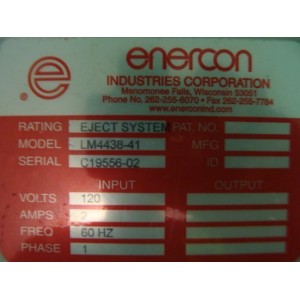 e enercon
INDUSTRIES CORPORATION
Menomonee Falls, Wisconsin 53051
Phone No. 262-255-6070 Fax 262-255-7784
www.enerconind.com
RATING EJECT SYSTEM PAT. NO.
MODEL LM4438-41 MFG
SERIAL C19556-02 ID
INPUT OUTPUT
VOLTS 120
AMPS 2
FREQ 60 HZ
PHASE 1